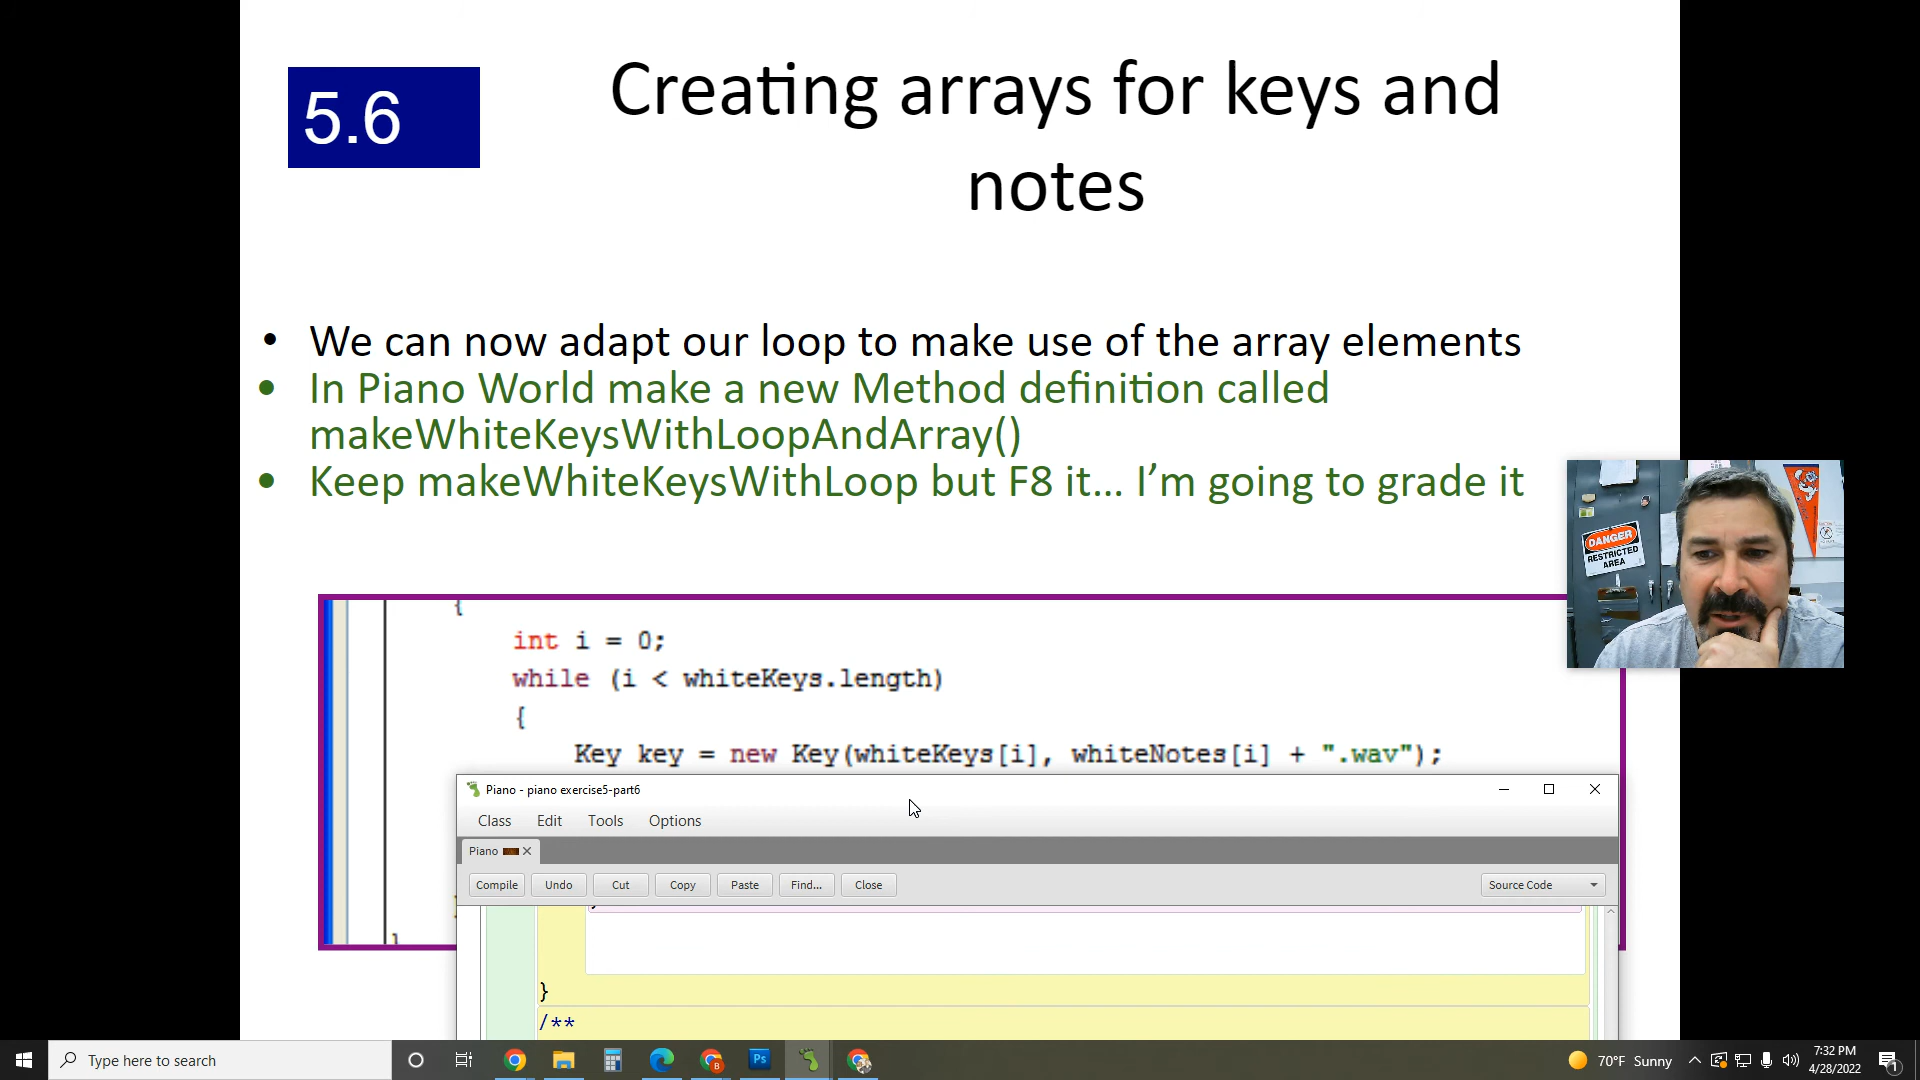 5.6
Creating arrays for keys and
notes
• We can now adapt our loop to make use of the array elements
• In Piano World make a new Method definition called
makeWhiteKeysWithLoopAndArray()
• Keep makeWhiteKeysWithLoop but F8 it... I'm going to grade it
DANGER
RESTRICTED
AREA
{
int i = 0;
while (i < whiteKeys.length)
{
Key key = new Key(whiteKeys[i], whiteNotes[i] + ".wav");
}
Piano - piano exercise5-part6
Class Edit Tools Options
Piano
Compile Undo Cut Copy Paste Find... Close Source Code
}
/**
Type here to search
Ps
B
70°F Sunny
7:32 PM
4/28/2022
1